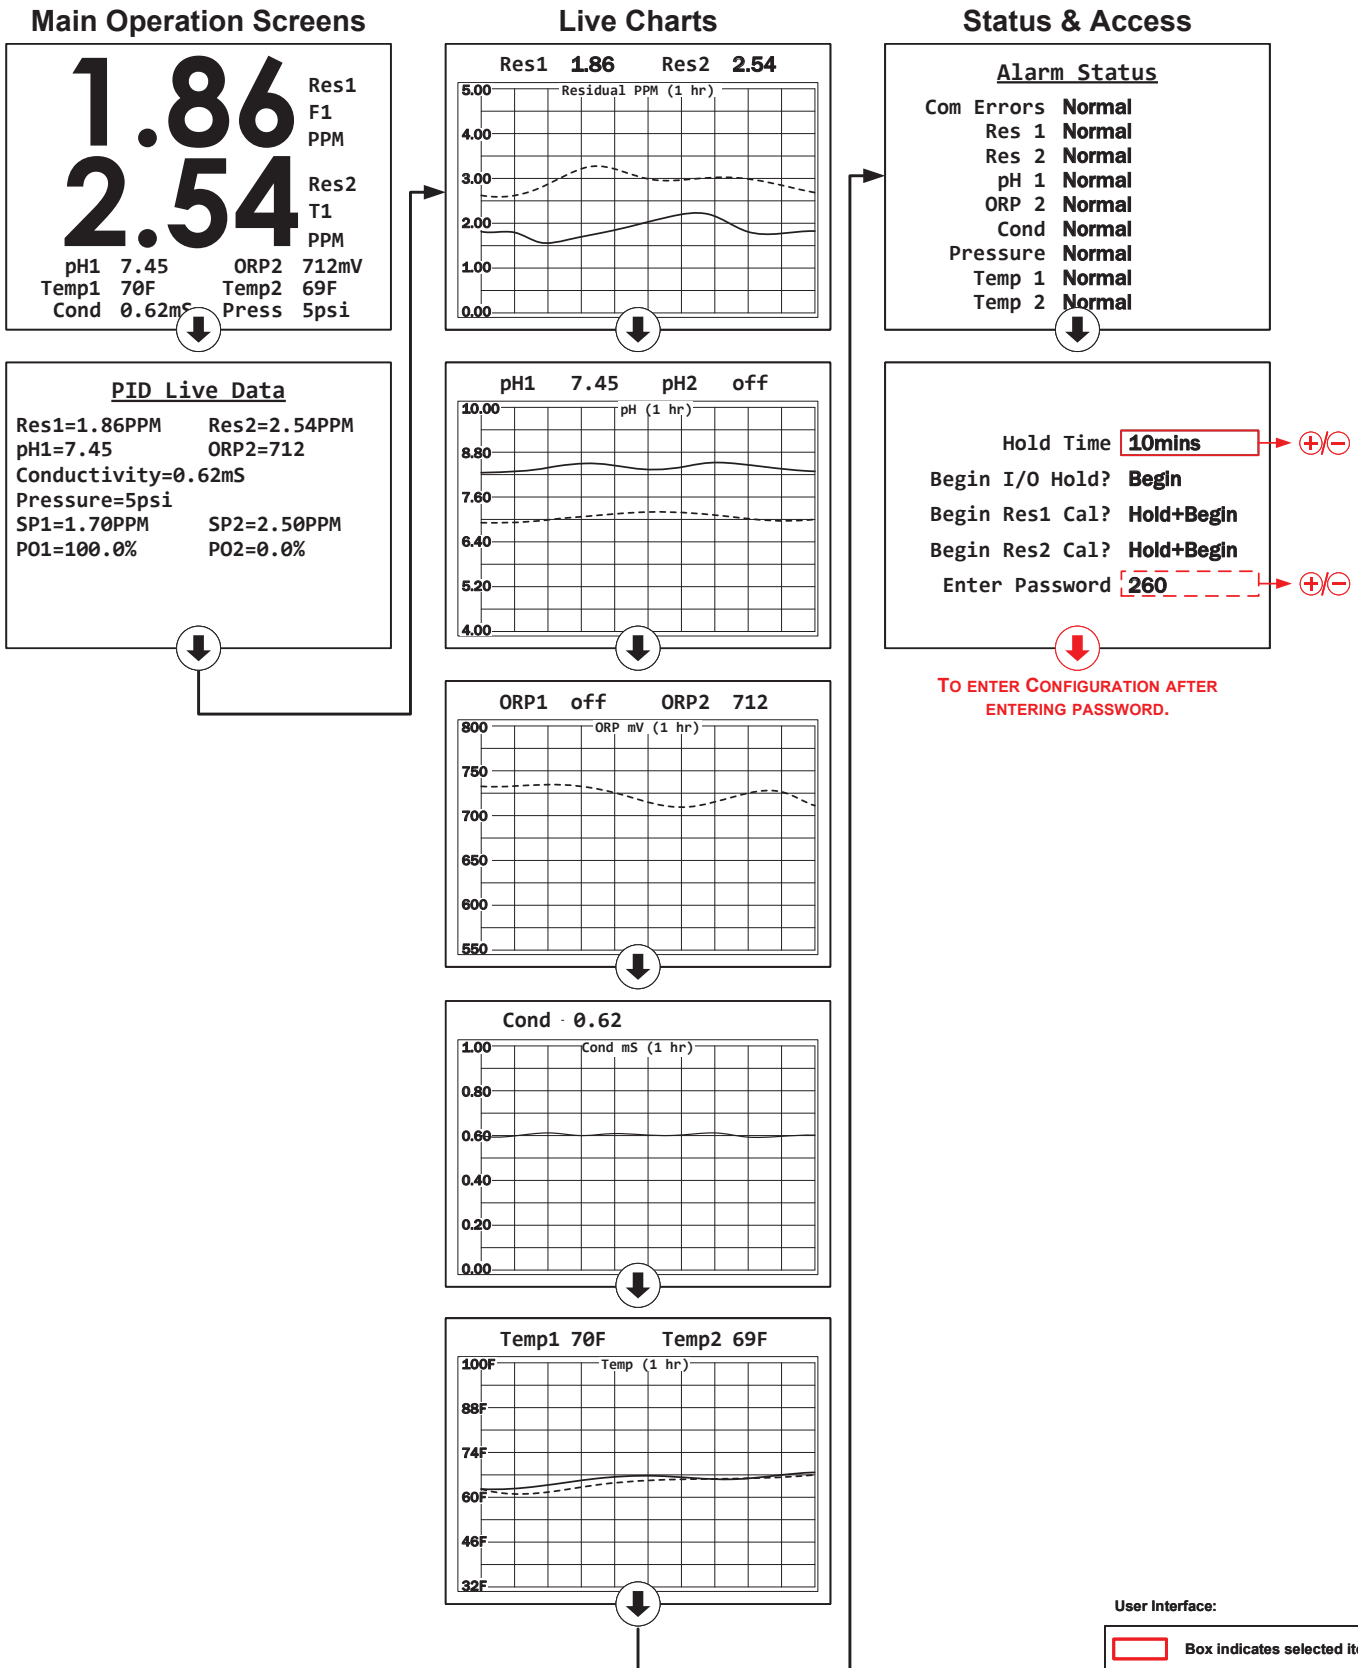 Main Operation Screens
1.86 Res1 F1 PPM
2.54 Res2 T1 PPM
pH1 7.45 ORP2 712mV
Temp1 70F Temp2 69F
Cond 0.62mS Press 5psi
PID Live Data
Res1=1.86PPM Res2=2.54PPM
pH1=7.45 ORP2=712
Conductivity=0.62mS
Pressure=5psi
SP1=1.70PPM SP2=2.50PPM
PO1=100.0% PO2=0.0%
Live Charts
Res1 1.86 Res2 2.54
Residual PPM (1 hr)
5.00
4.00
3.00
2.00
1.00
0.00
pH1 7.45 pH2 off
pH (1 hr)
10.00
8.80
7.60
6.40
5.20
4.00
ORP1 off ORP2 712
ORP mV (1 hr)
800
750
700
650
600
550
Cond - 0.62
Cond mS (1 hr)
1.00
0.80
0.60
0.40
0.20
0.00
Temp1 70F Temp2 69F
Temp (1 hr)
100F
88F
74F
60F
46F
32F
Status & Access
Alarm Status
Com Errors Normal
Res 1 Normal
Res 2 Normal
pH 1 Normal
ORP 2 Normal
Cond Normal
Pressure Normal
Temp 1 Normal
Temp 2 Normal
Hold Time 10mins +/−
Begin I/O Hold? Begin
Begin Res1 Cal? Hold+Begin
Begin Res2 Cal? Hold+Begin
Enter Password 260 +/−
TO ENTER CONFIGURATION AFTER
ENTERING PASSWORD.
User Interface:
Box indicates selected